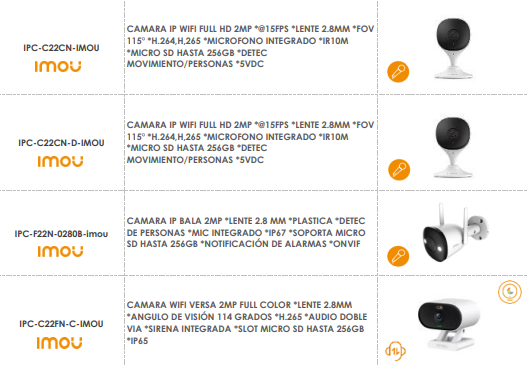 IPC-C22CN-IMOU
imou
CAMARA IP WIFI FULL HD 2MP *@15FPS *LENTE 2.8MM *FOV
115° *H.264,H,265 *MICROFONO INTEGRADO *IR10M
*MICRO SD HASTA 256GB *DETEC
MOVIMIENTO/PERSONAS *5VDC
IPC-C22CN-D-IMOU
imou
CAMARA IP WIFI FULL HD 2MP *@15FPS *LENTE 2.8MM *FOV
115° *H.264,H,265 *MICROFONO INTEGRADO *IR10M
*MICRO SD HASTA 256GB *DETEC
MOVIMIENTO/PERSONAS *5VDC
IPC-F22N-0280B-imou
imou
CAMARA IP BALA 2MP *LENTE 2.8 MM *PLASTICA *DETEC
DE PERSONAS *MIC INTEGRADO *IP67 *SOPORTA MICRO
SD HASTA 256GB *NOTIFICACIÓN DE ALARMAS *ONVIF
IPC-C22FN-C-IMOU
imou
CAMARA WIFI VERSA 2MP FULL COLOR *LENTE 2.8MM
*ANGULO DE VISIÓN 114 GRADOS *H.265 *AUDIO DOBLE
VIA *SIRENA INTEGRADA *SLOT MICRO SD HASTA 256GB
*IP65